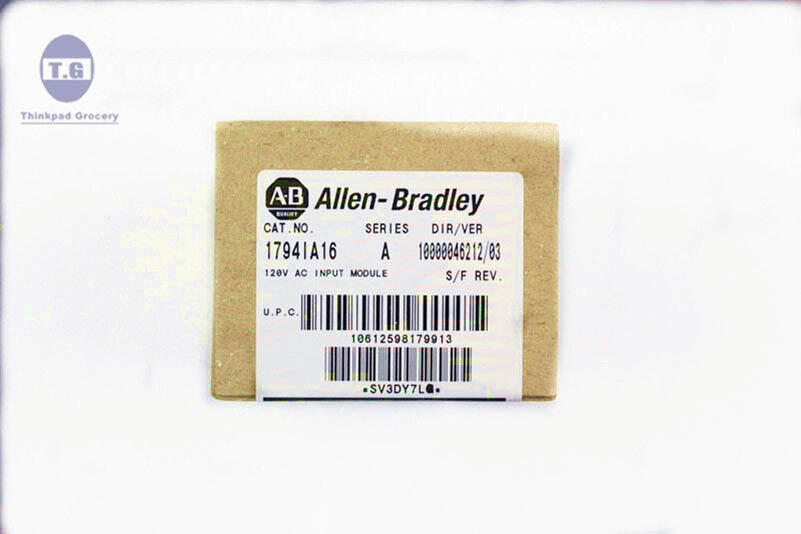 T.G
Thinkpad Grocery
A-B
QUALITY
Allen-Bradley
CAT.NO. SERIES DIR/VER
1794IA16 A 10000046212/03
120V AC INPUT MODULE S/F REV.
U.P.C.
10612598179913